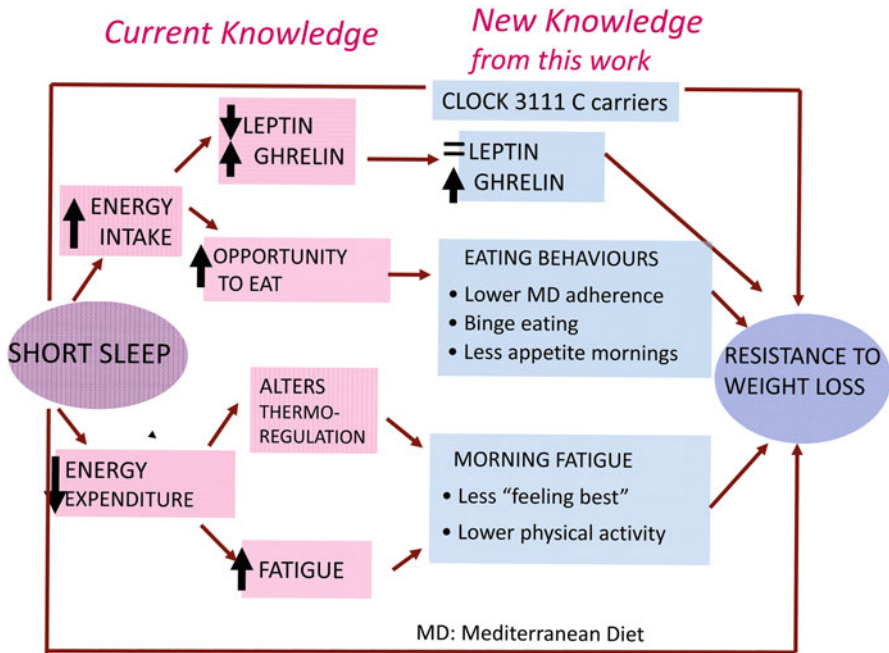 Current Knowledge
New Knowledge
from this work
CLOCK 3111 C carriers
LEPTIN
GHRELIN
= LEPTIN
GHRELIN
ENERGY
INTAKE
OPPORTUNITY
TO EAT
EATING BEHAVIOURS
• Lower MD adherence
• Binge eating
• Less appetite mornings
SHORT SLEEP
RESISTANCE TO
WEIGHT LOSS
ALTERS
THERMO-
REGULATION
ENERGY
EXPENDITURE
MORNING FATIGUE
• Less “feeling best”
• Lower physical activity
FATIGUE
MD: Mediterranean Diet